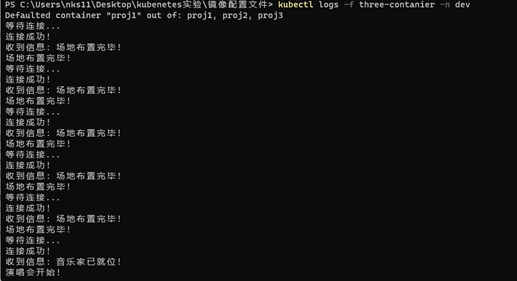 PS C:\Users\nks11\Desktop\kubenetes实验\镜像配置文件> kubectl logs -f three-contanier -n dev
Defaulted container "proj1" out of: proj1, proj2, proj3
等待连接...
连接成功!
收到信息: 场地布置完毕!
场地布置完毕!
等待连接...
连接成功!
收到信息: 场地布置完毕!
场地布置完毕!
等待连接...
连接成功!
收到信息: 场地布置完毕!
场地布置完毕!
等待连接...
连接成功!
收到信息: 场地布置完毕!
场地布置完毕!
等待连接...
连接成功!
收到信息: 场地布置完毕!
场地布置完毕!
等待连接...
连接成功!
收到信息: 音乐家已就位!
演唱会开始!